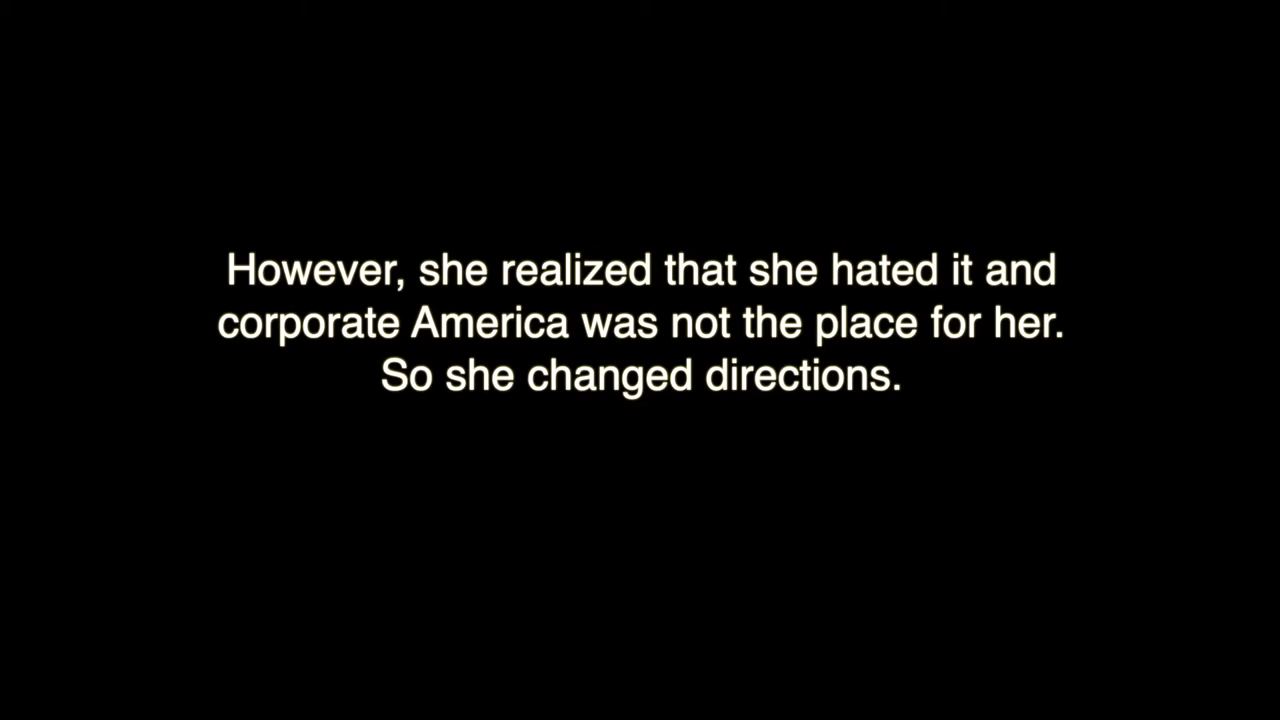 However, she realized that she hated it and
corporate America was not the place for her.
So she changed directions.